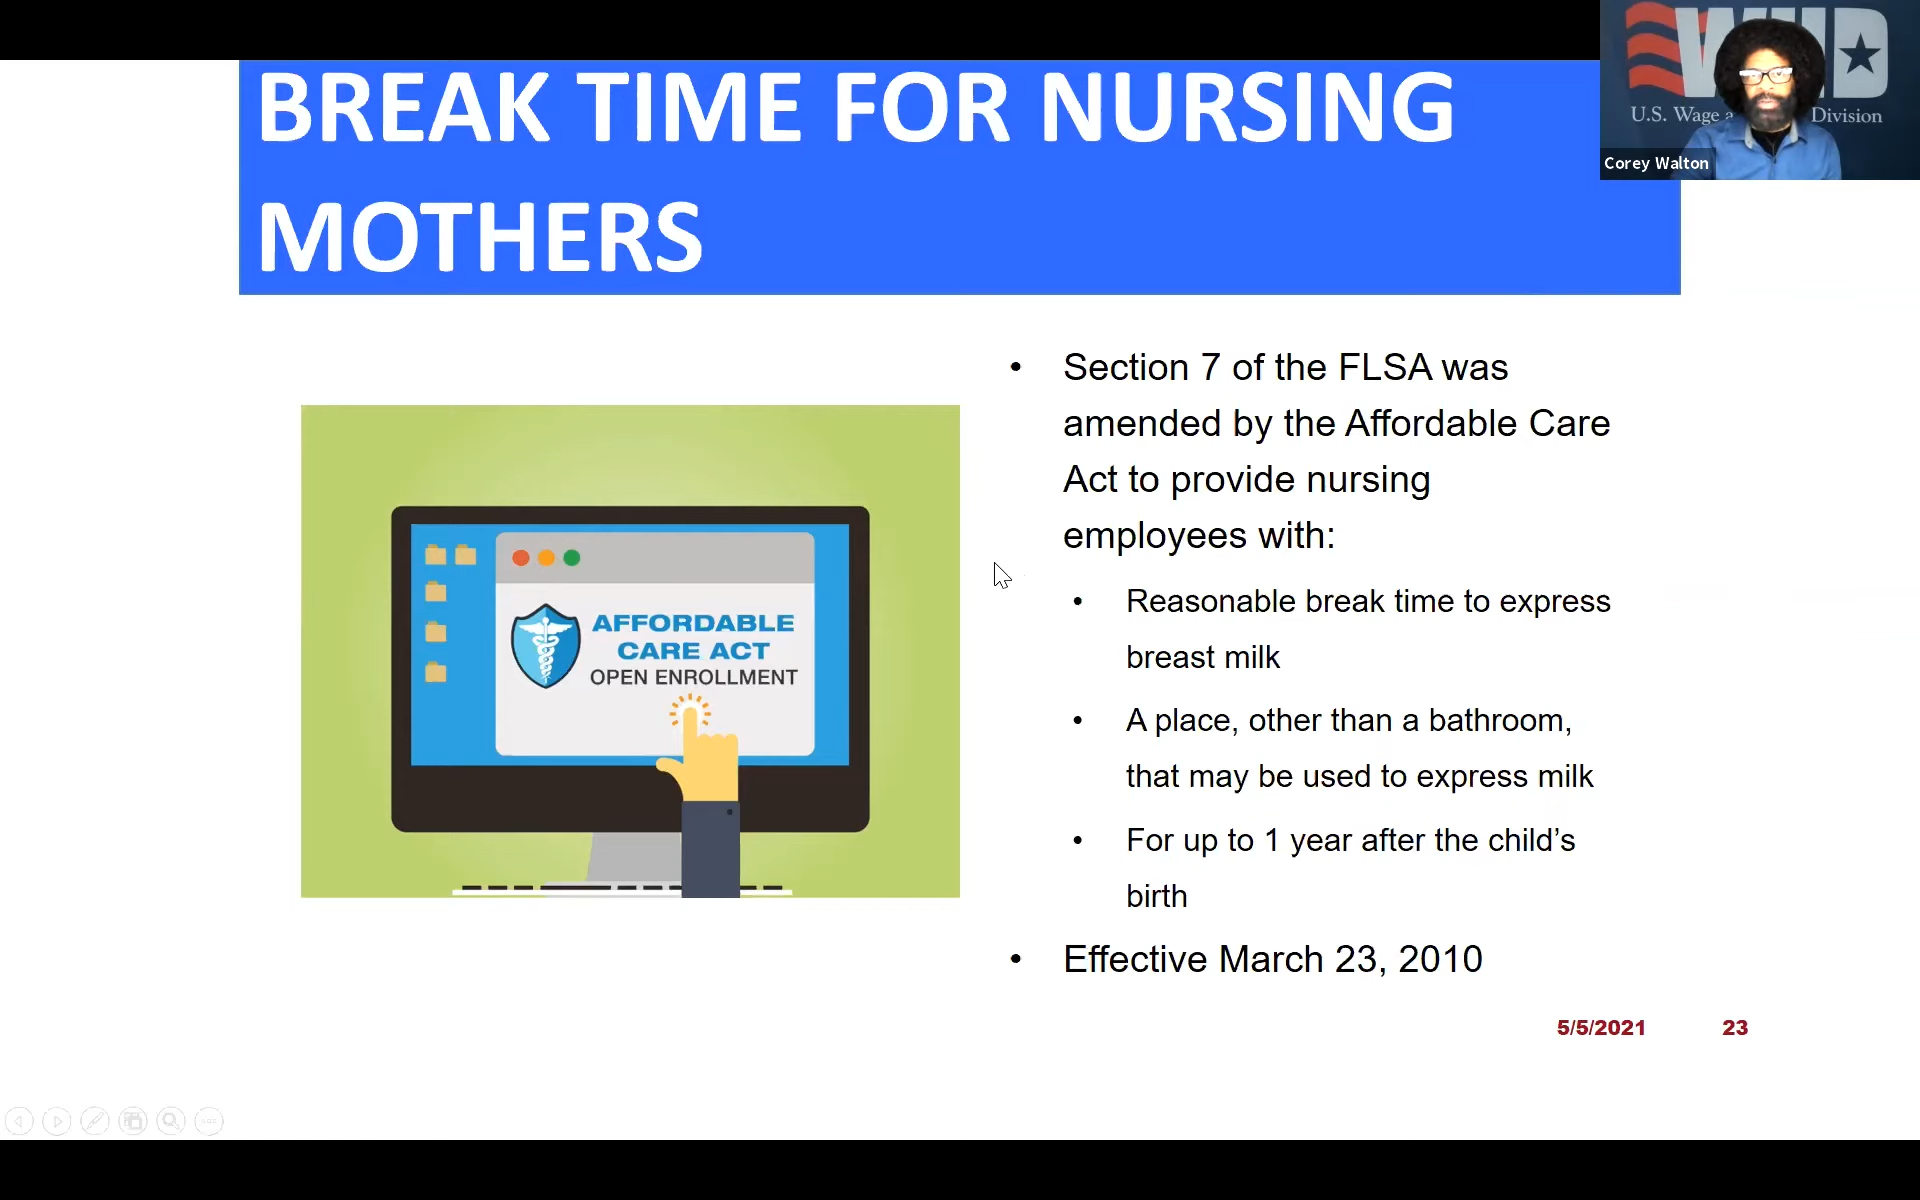 BREAK TIME FOR NURSING
MOTHERS
WHD
U.S. Wage a
Division
Corey Walton
AFFORDABLE
CARE ACT
OPEN ENROLLMENT
• Section 7 of the FLSA was
amended by the Affordable Care
Act to provide nursing
employees with:
• Reasonable break time to express
breast milk
• A place, other than a bathroom,
that may be used to express milk
• For up to 1 year after the child’s
birth
• Effective March 23, 2010
5/5/2021 23